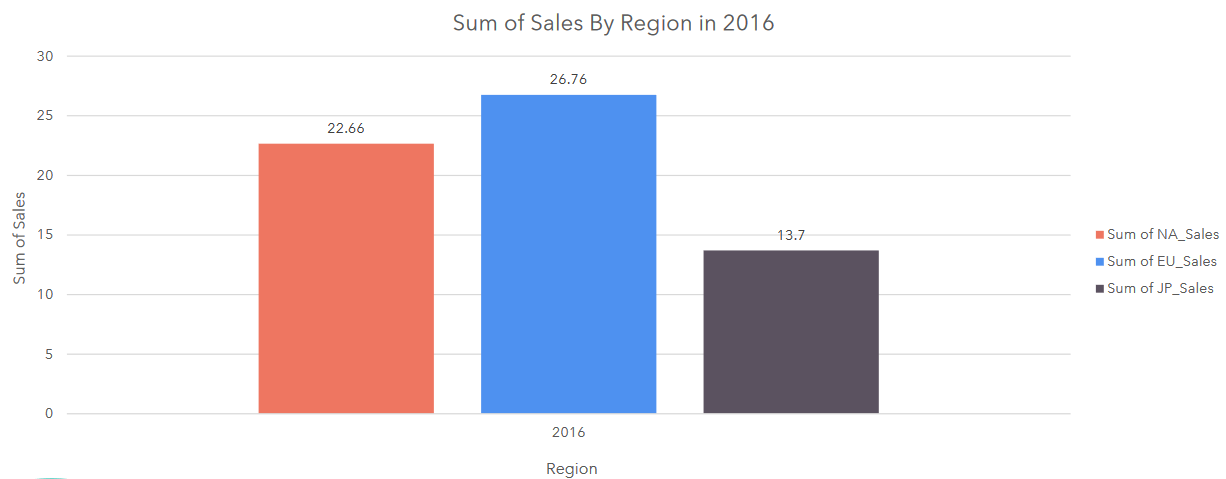 Sum of Sales By Region in 2016
30
25
20
15
10
5
0
Sum of Sales
22.66
26.76
13.7
2016
Region
Sum of NA_Sales
Sum of EU_Sales
Sum of JP_Sales